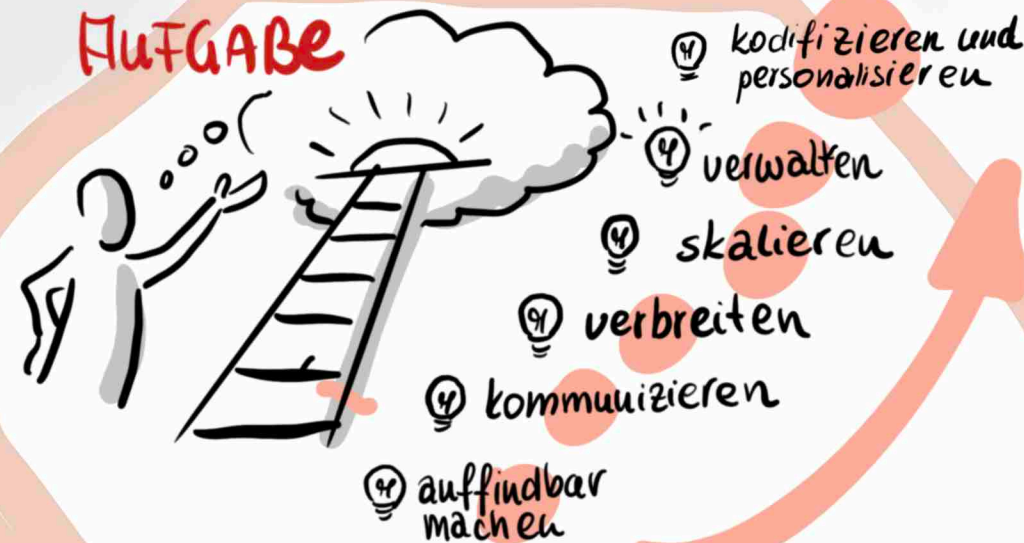 AUFGABE
kodifizieren und
personalisieren
verwalten
skalieren
verbreiten
kommunizieren
auffindbar
machen